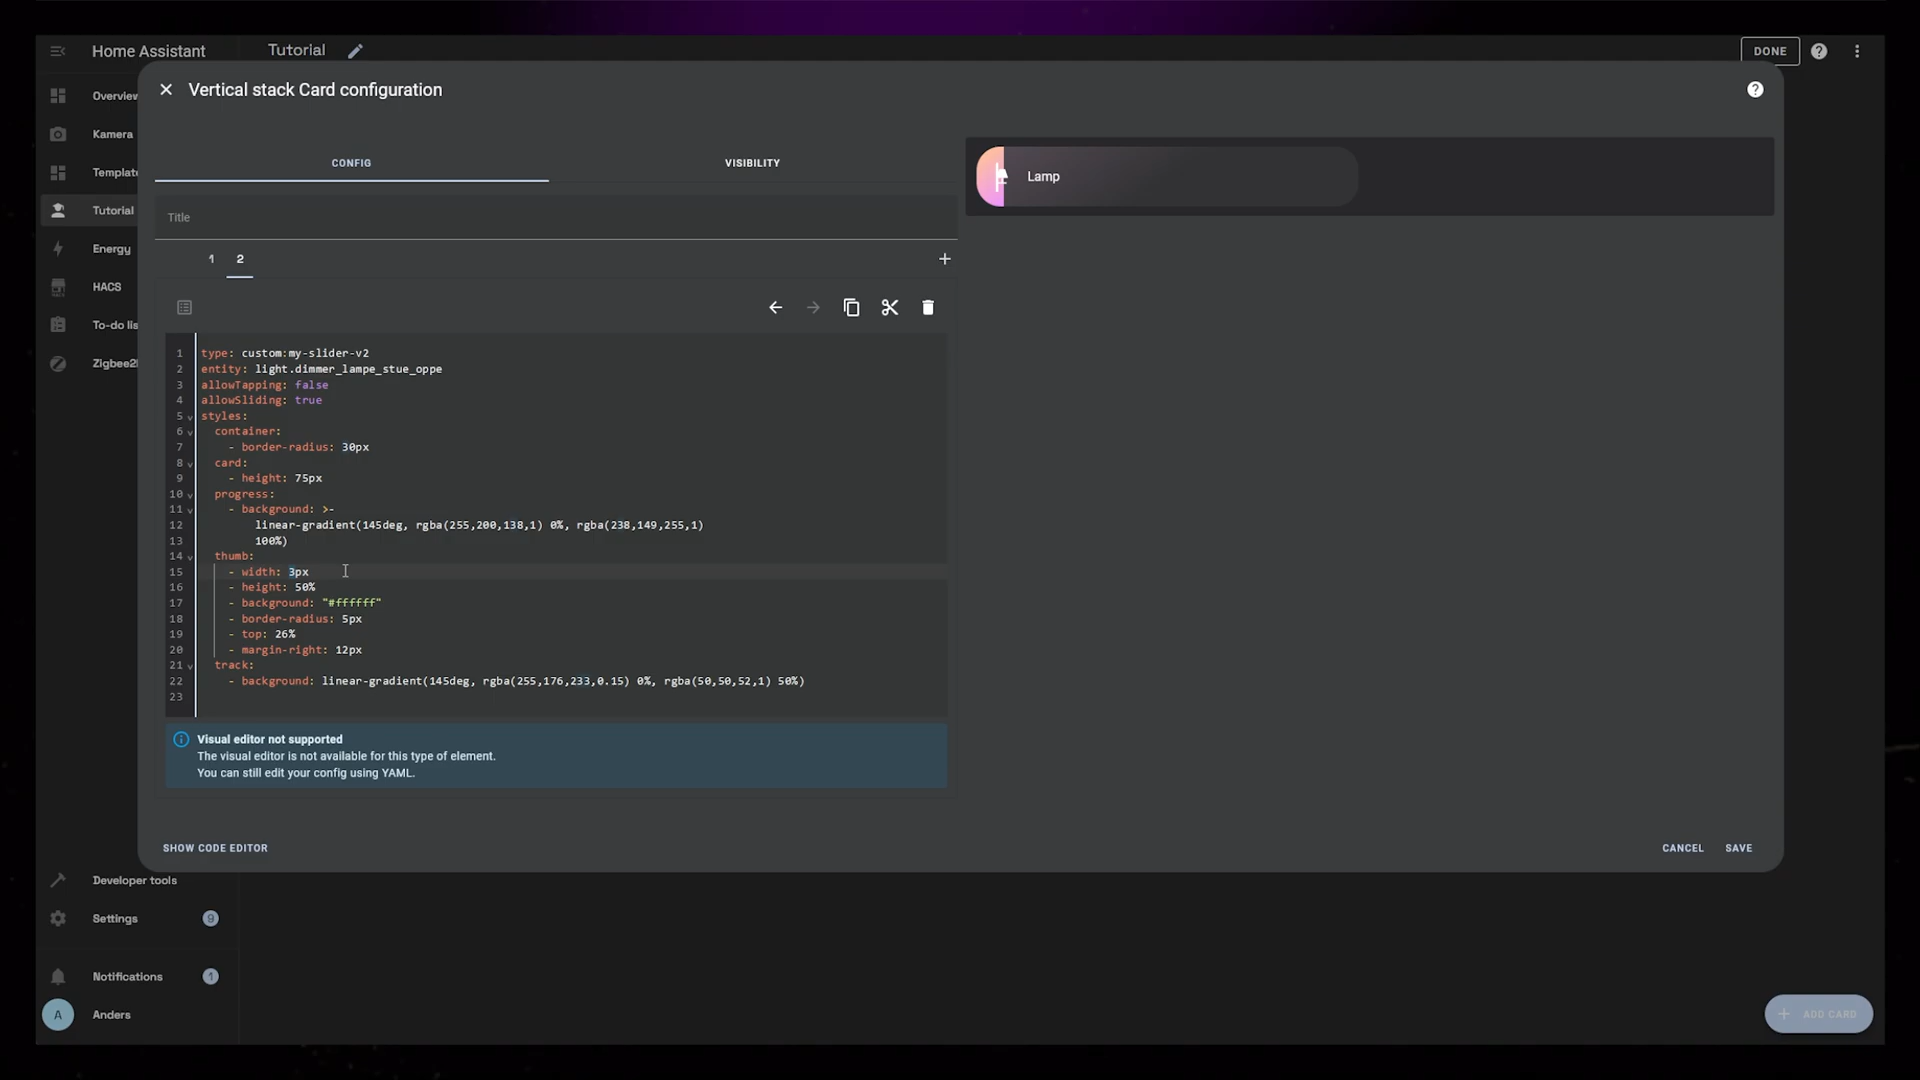 Home Assistant
Tutorial
DONE
Overview
Kamera
Templat
Tutorial
Energy
HACS
To-do lis
Zigbee2
Vertical stack Card configuration
CONFIG
VISIBILITY
Title
1
2
1 type: custom:my-slider-v2
2 entity: light.dimmer_lampe_stue_oppe
3 allowTapping: false
4 allowSliding: true
5 styles:
6 container:
7 - border-radius: 30px
8 card:
9 - height: 75px
10 progress:
11 - background: >-
12 linear-gradient(145deg, rgba(255,200,138,1) 0%, rgba(238,149,255,1)
13 100%)
14 thumb:
15 - width: 3px
16 - height: 50%
17 - background: "#ffffff"
18 - border-radius: 5px
19 - top: 26%
20 - margin-right: 12px
21 track:
22 - background: linear-gradient(145deg, rgba(255,176,233,0.15) 0%, rgba(50,50,52,1) 50%)
23
Visual editor not supported
The visual editor is not available for this type of element.
You can still edit your config using YAML.
SHOW CODE EDITOR
CANCEL
SAVE
Lamp
Developer tools
Settings
9
Notifications
1
A
Anders
ADD CARD